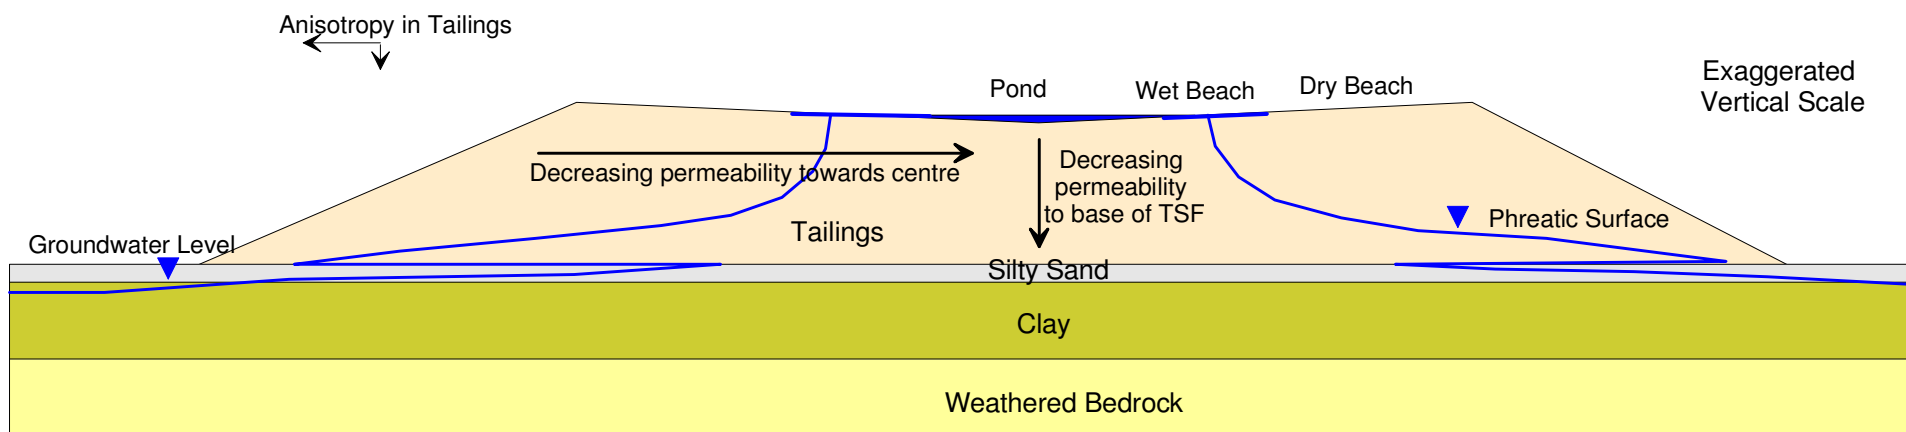 Anisotropy in Tailings
Exaggerated
Vertical Scale
Pond
Wet Beach
Dry Beach
Decreasing permeability towards centre
Decreasing
permeability
to base of TSF
Tailings
Phreatic Surface
Groundwater Level
Silty Sand
Clay
Weathered Bedrock